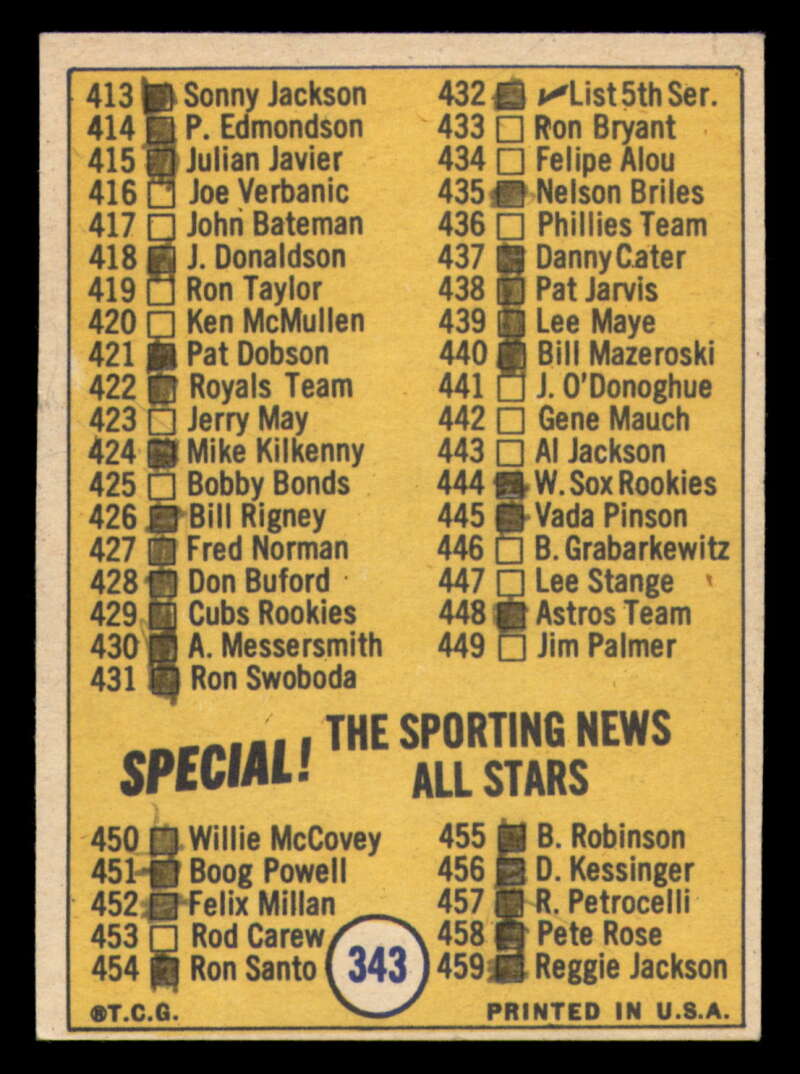 413 Sonny Jackson
414 P. Edmondson
415 Julian Javier
416 Joe Verbanic
417 John Bateman
418 J. Donaldson
419 Ron Taylor
420 Ken McMullen
421 Pat Dobson
422 Royals Team
423 Jerry May
424 Mike Kilkenny
425 Bobby Bonds
426 Bill Rigney
427 Fred Norman
428 Don Buford
429 Cubs Rookies
430 A. Messersmith
431 Ron Swoboda
432 ✓List 5th Ser.
433 Ron Bryant
434 Felipe Alou
435 Nelson Briles
436 Phillies Team
437 Danny Cater
438 Pat Jarvis
439 Lee Maye
440 Bill Mazeroski
441 J. O'Donoghue
442 Gene Mauch
443 Al Jackson
444 W. Sox Rookies
445 Vada Pinson
446 B. Grabarkewitz
447 Lee Stange
448 Astros Team
449 Jim Palmer
SPECIAL! THE SPORTING NEWS
ALL STARS
450 Willie McCovey
451 Boog Powell
452 Felix Millan
453 Rod Carew
454 Ron Santo
455 B. Robinson
456 D. Kessinger
457 R. Petrocelli
458 Pete Rose
459 Reggie Jackson
343
®T.C.G.
PRINTED IN U.S.A.